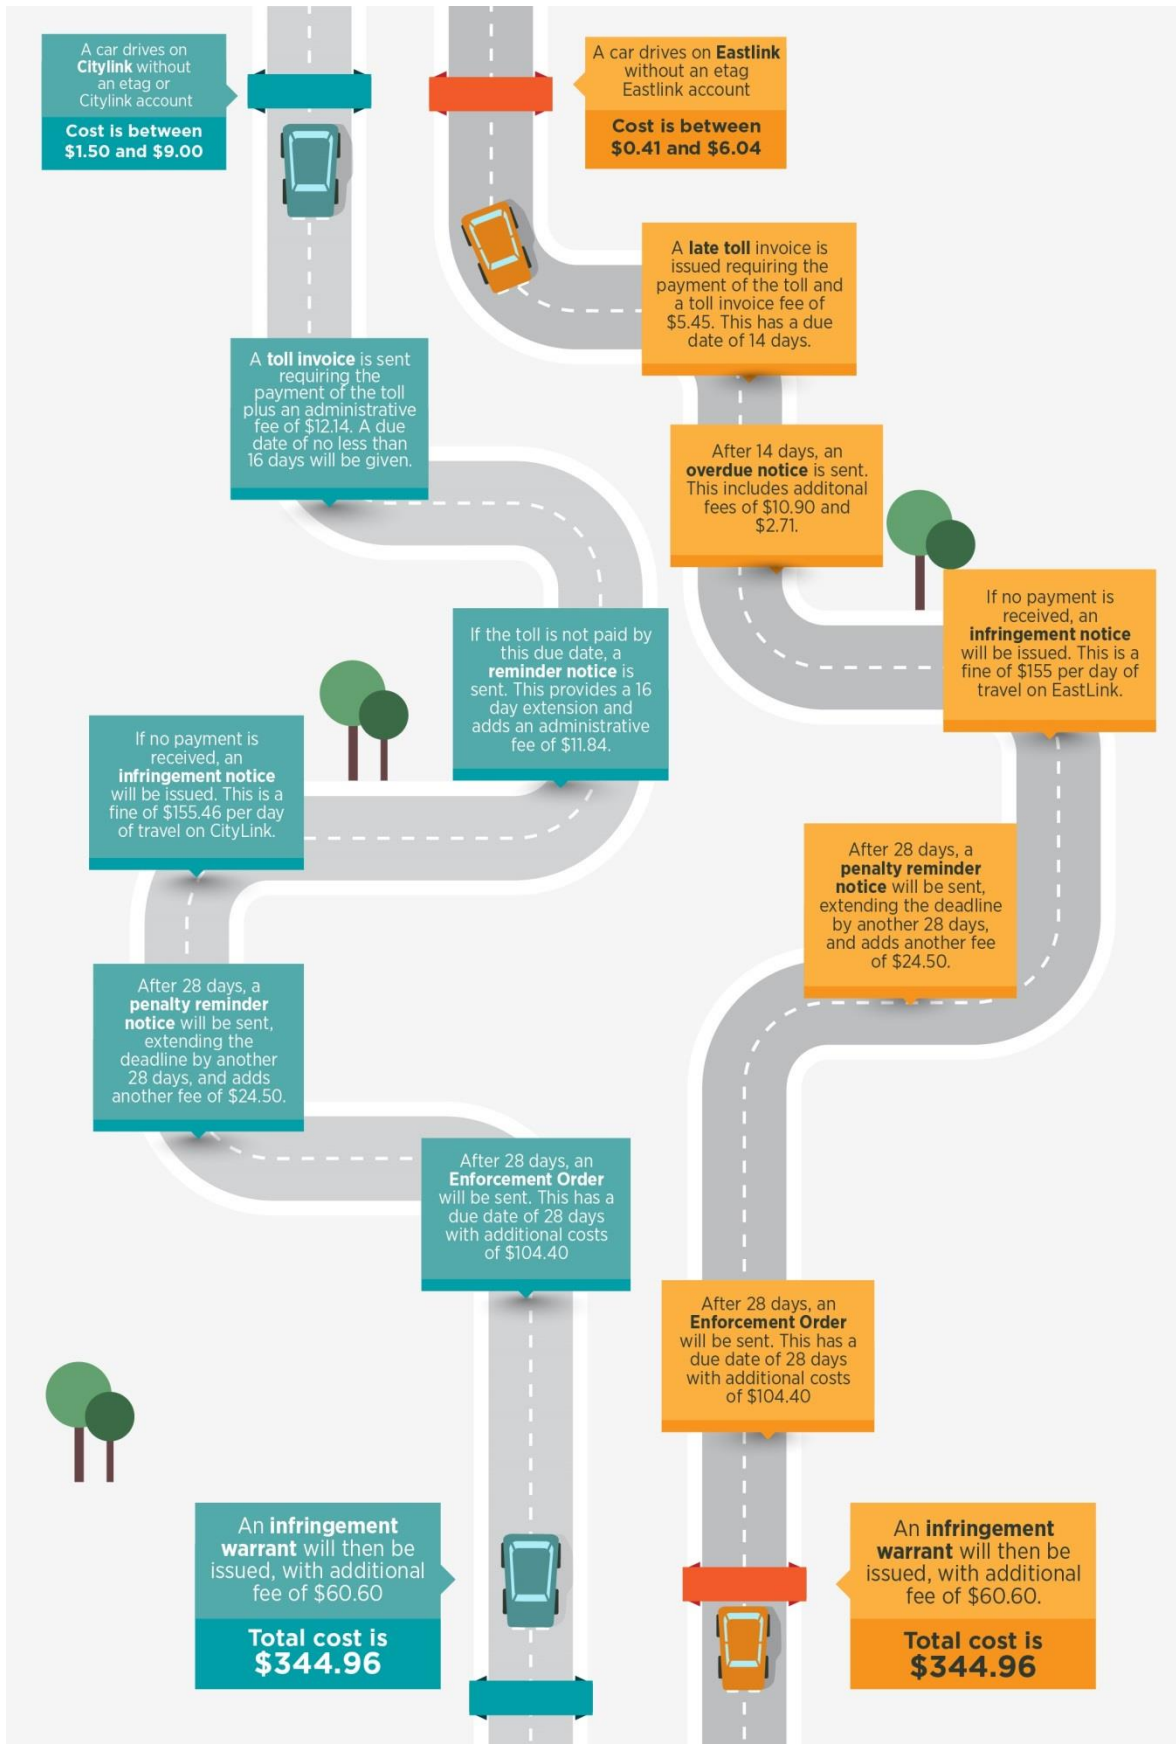 A car drives on
Citylink without
an etag or
Citylink account
Cost is between
$1.50 and $9.00
A toll invoice is sent
requiring the
payment of the toll
plus an administrative
fee of $12.14. A due
date of no less than
16 days will be given.
If the toll is not paid by
this due date, a
reminder notice is
sent. This provides a 16
day extension and
adds an administrative
fee of $11.84.
If no payment is
received, an
infringement notice
will be issued. This is a
fine of $155.46 per day
of travel on CityLink.
After 28 days, a
penalty reminder
notice will be sent,
extending the
deadline by another
28 days, and adds
another fee of $24.50.
After 28 days, an
Enforcement Order
will be sent. This has a
due date of 28 days
with additional costs
of $104.40
An infringement
warrant will then be
issued, with additional
fee of $60.60
Total cost is
$344.96
A car drives on Eastlink
without an etag
Eastlink account
Cost is between
$0.41 and $6.04
A late toll invoice is
issued requiring the
payment of the toll and
a toll invoice fee of
$5.45. This has a due
date of 14 days.
After 14 days, an
overdue notice is sent.
This includes additonal
fees of $10.90 and
$2.71.
If no payment is
received, an
infringement notice
will be issued. This is a
fine of $155 per day of
travel on EastLink.
After 28 days, a
penalty reminder
notice will be sent,
extending the deadline
by another 28 days,
and adds another fee
of $24.50.
After 28 days, an
Enforcement Order
will be sent. This has a
due date of 28 days
with additional costs
of $104.40
An infringement
warrant will then be
issued, with additional
fee of $60.60.
Total cost is
$344.96